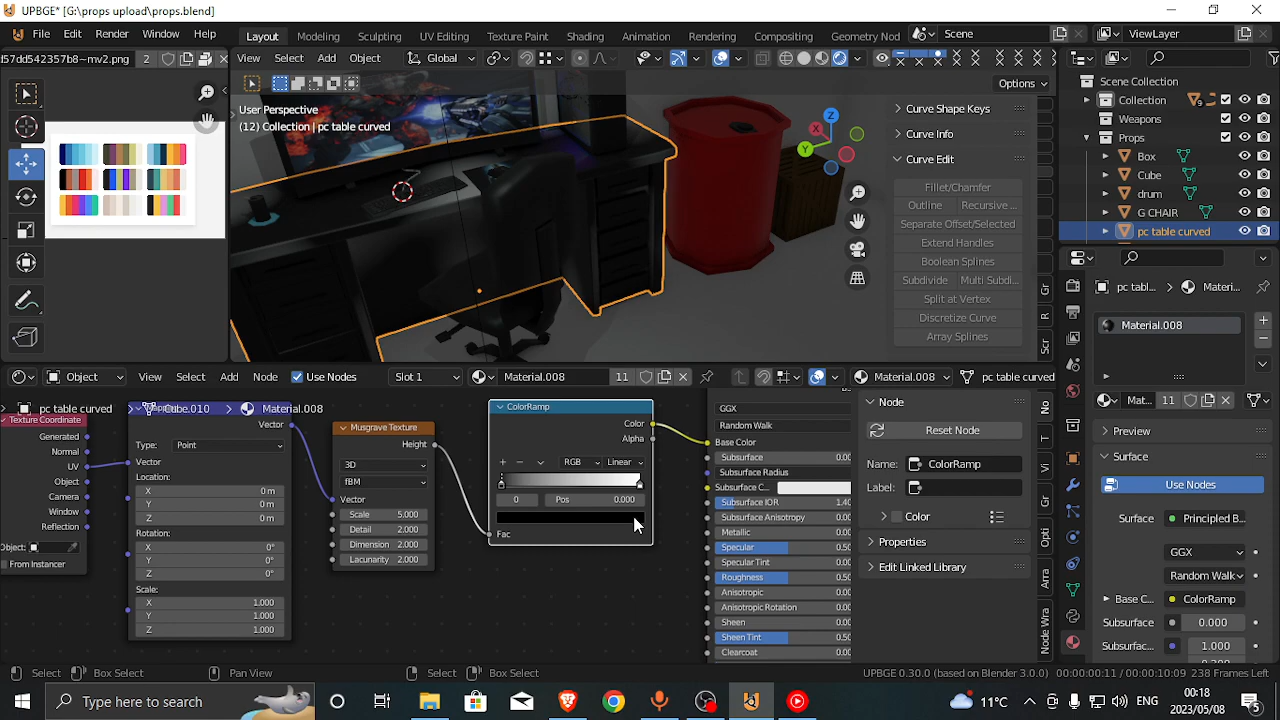 UPBGE* [G:\props upload\props.blend]
File Edit Render Window Help
Layout Modeling Sculpting UV Editing Texture Paint Shading Animation Rendering Compositing Geometry Nod
Scene ViewLayer
2 View Select Add Object Global
Options
User Perspective
(12) Collection | pc table curved
Curve Shape Keys
Curve Info
Curve Edit
Fillet/Chamfer
Outline Recursive ...
Separate Offset/Selected
Extend Handles
Boolean Splines
Subdivide Multi Subdi...
Split at Vertex
Discretize Curve
Array Splines
Z
X
Y
Gr
R
Scr
Scene Collection
Collection 9
Weapons
Props
Box
Cube
drum
G CHAIR
pc table curved
pc tabl... Materi...
Material.008
Mat... 11
Preview
Surface
Use Nodes
Surface Principled B...
GGX
Random Walk
Base C... ColorRamp
Subsurface 0.000
Subsurfac... 1.000
Object View Select Add Node Use Nodes Slot 1 Material.008 11 Material.008 pc table curved
pc table curved Cube.010 Material.008
Texture Coordinate
Generated
Normal
UV
Object
Camera
Window
Reflection
Object:
From Instancer
Vector
Type: Point
Vector
Location:
X 0 m
Y 0 m
Z 0 m
Rotation:
X 0°
Y 0°
Z 0°
Scale:
X 1.000
Y 1.000
Z 1.000
Musgrave Texture
Height
3D
fBM
Vector
Scale 5.000
Detail 2.000
Dimension 2.000
Lacunarity 2.000
ColorRamp
Color
Alpha
RGB Linear
0 Pos 0.000
Fac
GGX
Random Walk
Base Color
Subsurface 0.00
Subsurface Radius
Subsurface C...
Subsurface IOR 1.40
Subsurface Anisotropy 0.00
Metallic 0.00
Specular 0.50
Specular Tint 0.00
Roughness 0.50
Anisotropic 0.00
Anisotropic Rotation 0.00
Sheen 0.00
Sheen Tint 0.50
Clearcoat 0.00
Node
Reset Node
Name: ColorRamp
Label:
Color
Properties
Edit Linked Library
No
T
Gr
Opti
Arra
Node Wra
Select Box Select Pan View Select Box Select UPBGE 0.30.0 (based on Blender 3.0.0) 00:00:00:11 / 00:00:10:09 238 Frames Left
Type here to search
11°C ENG 00:18
2023/05/08 5